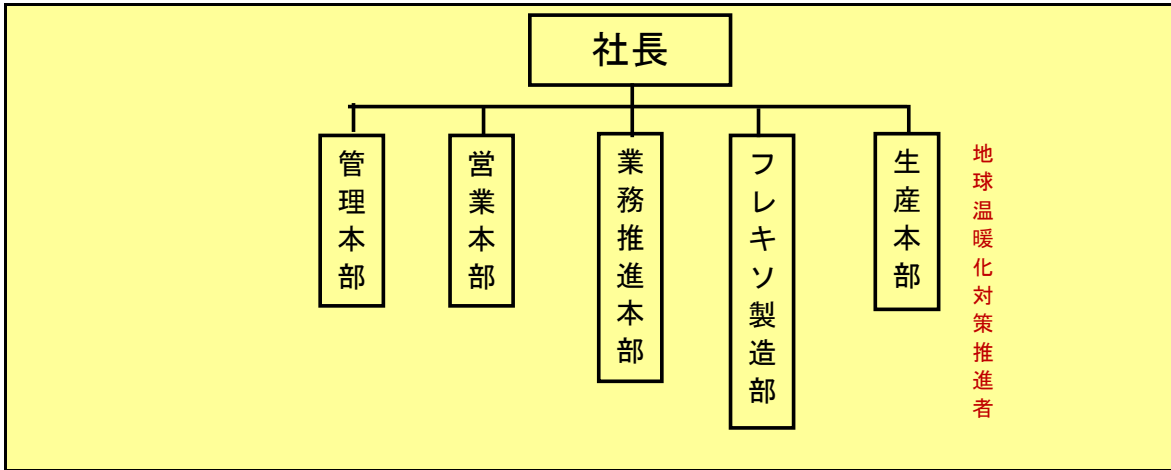 社長
管理本部
営業本部
業務推進本部
フレキソ製造部
生産本部
地球温暖化対策推進者